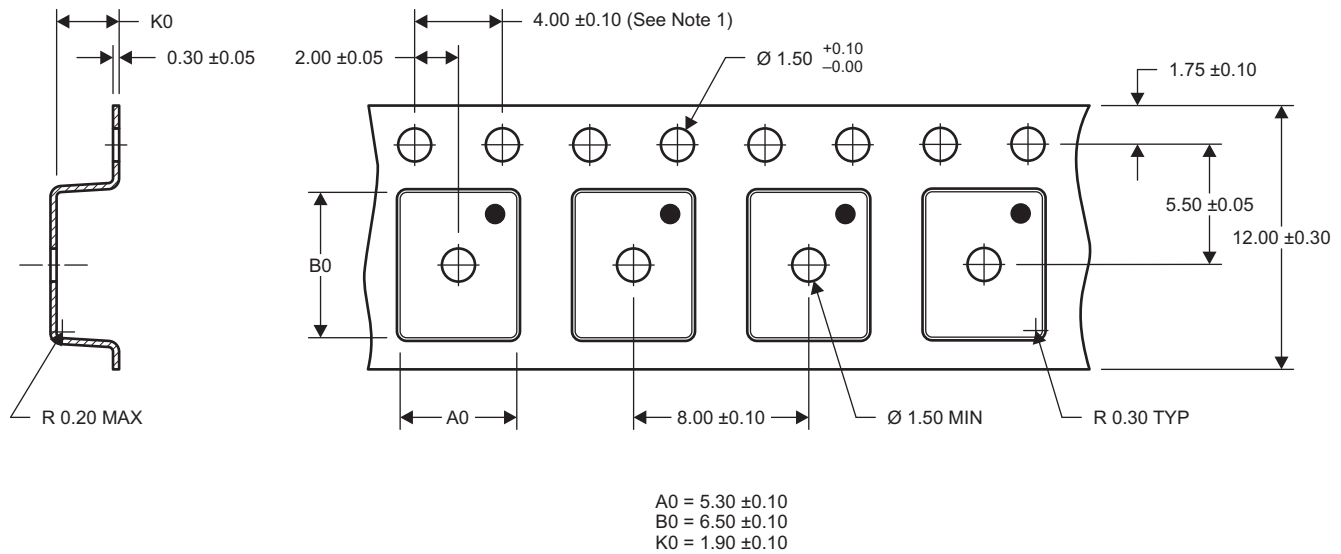 K0
4.00 ±0.10 (See Note 1)
0.30 ±0.05
2.00 ±0.05
Ø 1.50 +0.10 –0.00
1.75 ±0.10
5.50 ±0.05
12.00 ±0.30
B0
R 0.20 MAX
A0
8.00 ±0.10
Ø 1.50 MIN
R 0.30 TYP
A0 = 5.30 ±0.10
B0 = 6.50 ±0.10
K0 = 1.90 ±0.10